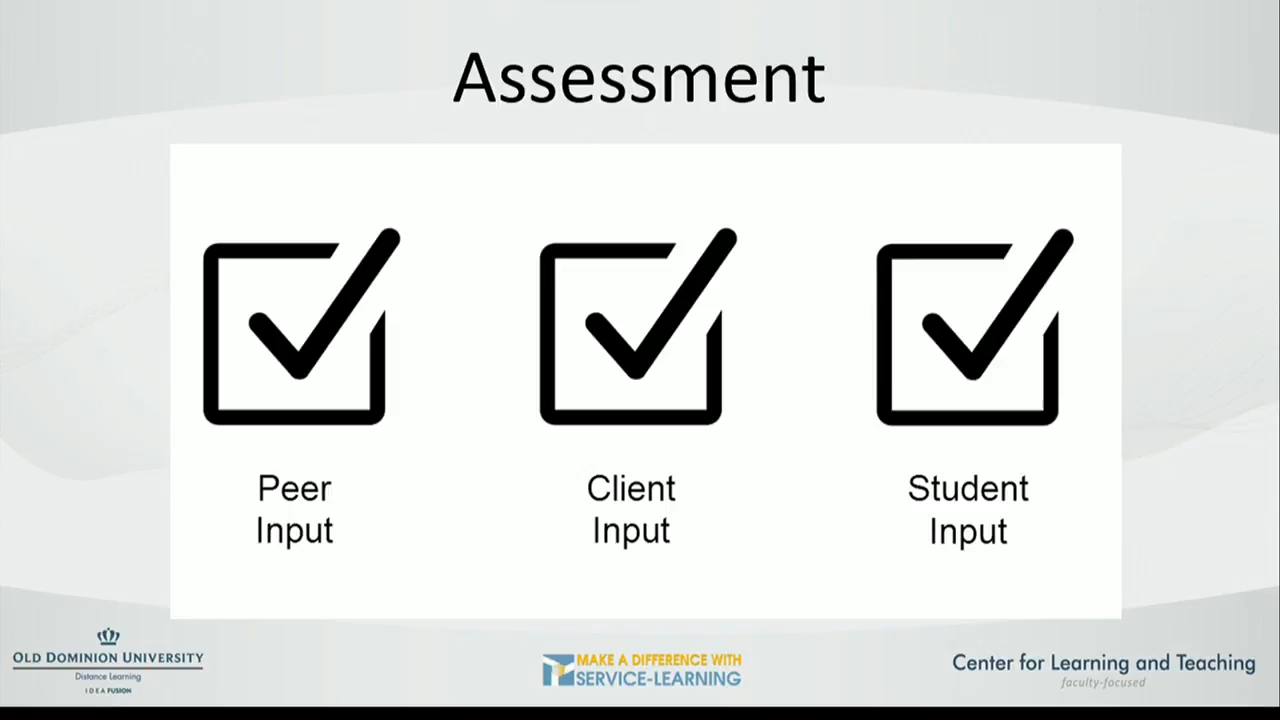 Assessment
Peer
Input
Client
Input
Student
Input
OLD DOMINION UNIVERSITY
Distance Learning
IDEA FUSION
MAKE A DIFFERENCE WITH
SERVICE-LEARNING
Center for Learning and Teaching
faculty-focused